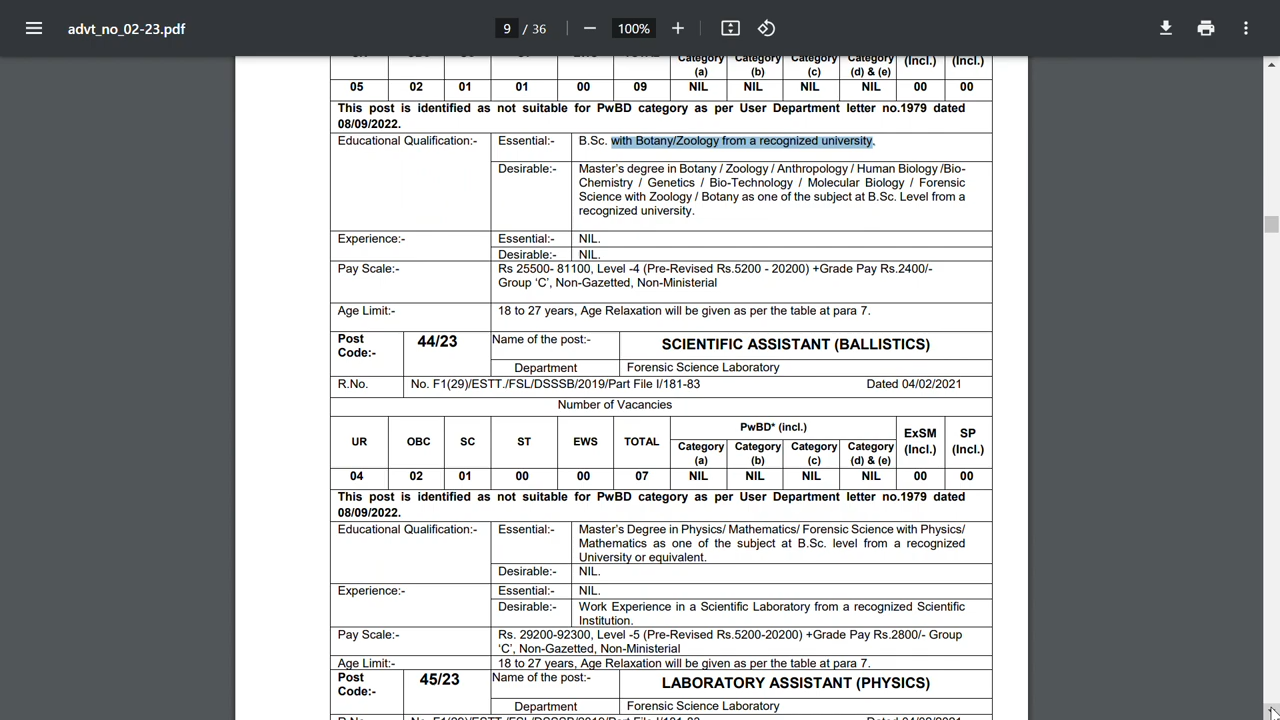 advt_no_02-23.pdf
9 / 36
100%
Category Category Category Category (Incl.) (Incl.)
(a) (b) (c) (d) & (e)
05 02 01 01 00 09 NIL NIL NIL NIL 00 00
This post is identified as not suitable for PwBD category as per User Department letter no.1979 dated
08/09/2022.
Educational Qualification:- Essential:- B.Sc. with Botany/Zoology from a recognized university.
Desirable:- Master's degree in Botany / Zoology / Anthropology / Human Biology /Bio-
Chemistry / Genetics / Bio-Technology / Molecular Biology / Forensic
Science with Zoology / Botany as one of the subject at B.Sc. Level from a
recognized university.
Experience:- Essential:- NIL.
Desirable:- NIL.
Pay Scale:- Rs 25500- 81100, Level -4 (Pre-Revised Rs.5200 - 20200) +Grade Pay Rs.2400/-
Group 'C', Non-Gazetted, Non-Ministerial
Age Limit:- 18 to 27 years, Age Relaxation will be given as per the table at para 7.
Post 44/23 Name of the post:- SCIENTIFIC ASSISTANT (BALLISTICS)
Code:-
Department Forensic Science Laboratory
R.No. No. F1(29)/ESTT./FSL/DSSSB/2019/Part File I/181-83 Dated 04/02/2021
Number of Vacancies
UR OBC SC ST EWS TOTAL PwBD* (incl.) ExSM SP
(Incl.) (Incl.)
Category Category Category Category
(a) (b) (c) (d) & (e)
04 02 01 00 00 07 NIL NIL NIL NIL 00 00
This post is identified as not suitable for PwBD category as per User Department letter no.1979 dated
08/09/2022.
Educational Qualification:- Essential:- Master's Degree in Physics/ Mathematics/ Forensic Science with Physics/
Mathematics as one of the subject at B.Sc. level from a recognized
University or equivalent.
Desirable:- NIL.
Experience:- Essential:- NIL.
Desirable:- Work Experience in a Scientific Laboratory from a recognized Scientific
Institution.
Pay Scale:- Rs. 29200-92300, Level -5 (Pre-Revised Rs.5200-20200) +Grade Pay Rs.2800/- Group
'C', Non-Gazetted, Non-Ministerial
Age Limit:- 18 to 27 years, Age Relaxation will be given as per the table at para 7.
Post 45/23 Name of the post:- LABORATORY ASSISTANT (PHYSICS)
Code:-
Department Forensic Science Laboratory